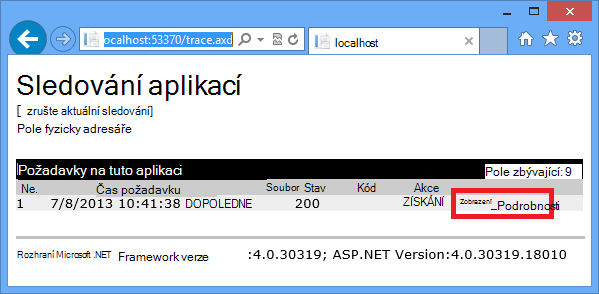 localhost:53370/trace.axd
localhost
Sledování aplikací
[ zrušte aktuální sledování]
Pole fyzicky adresáře
Požadavky na tuto aplikaci Pole zbývající: 9
Ne. Čas požadavku Soubor Stav Kód Akce
1 7/8/2013 10:41:38 DOPOLEDNE 200 ZÍSKÁNÍ Zobrazení_Podrobnosti
Rozhraní Microsoft .NET Framework verze :4.0.30319; ASP.NET Version:4.0.30319.18010